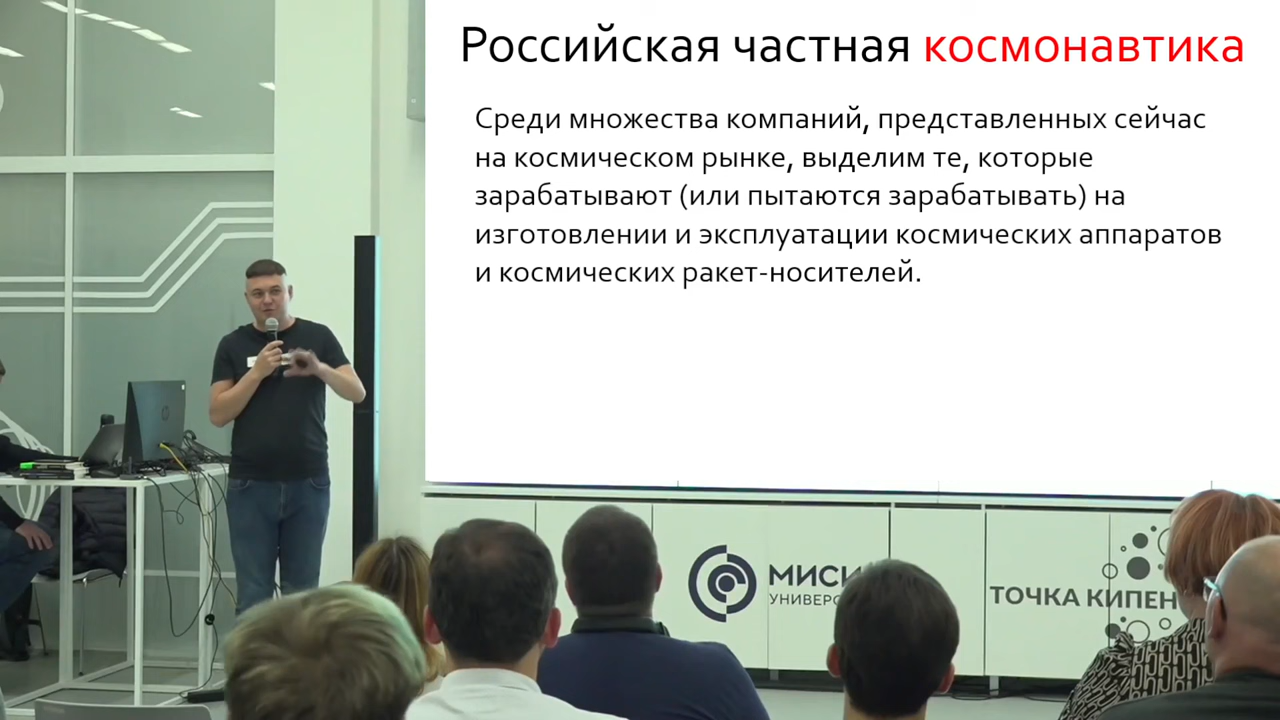 Российская частная космонавтика
Среди множества компаний, представленных сейчас
на космическом рынке, выделим те, которые
зарабатывают (или пытаются зарабатывать) на
изготовлении и эксплуатации космических аппаратов
и космических ракет-носителей.
ТОЧКА